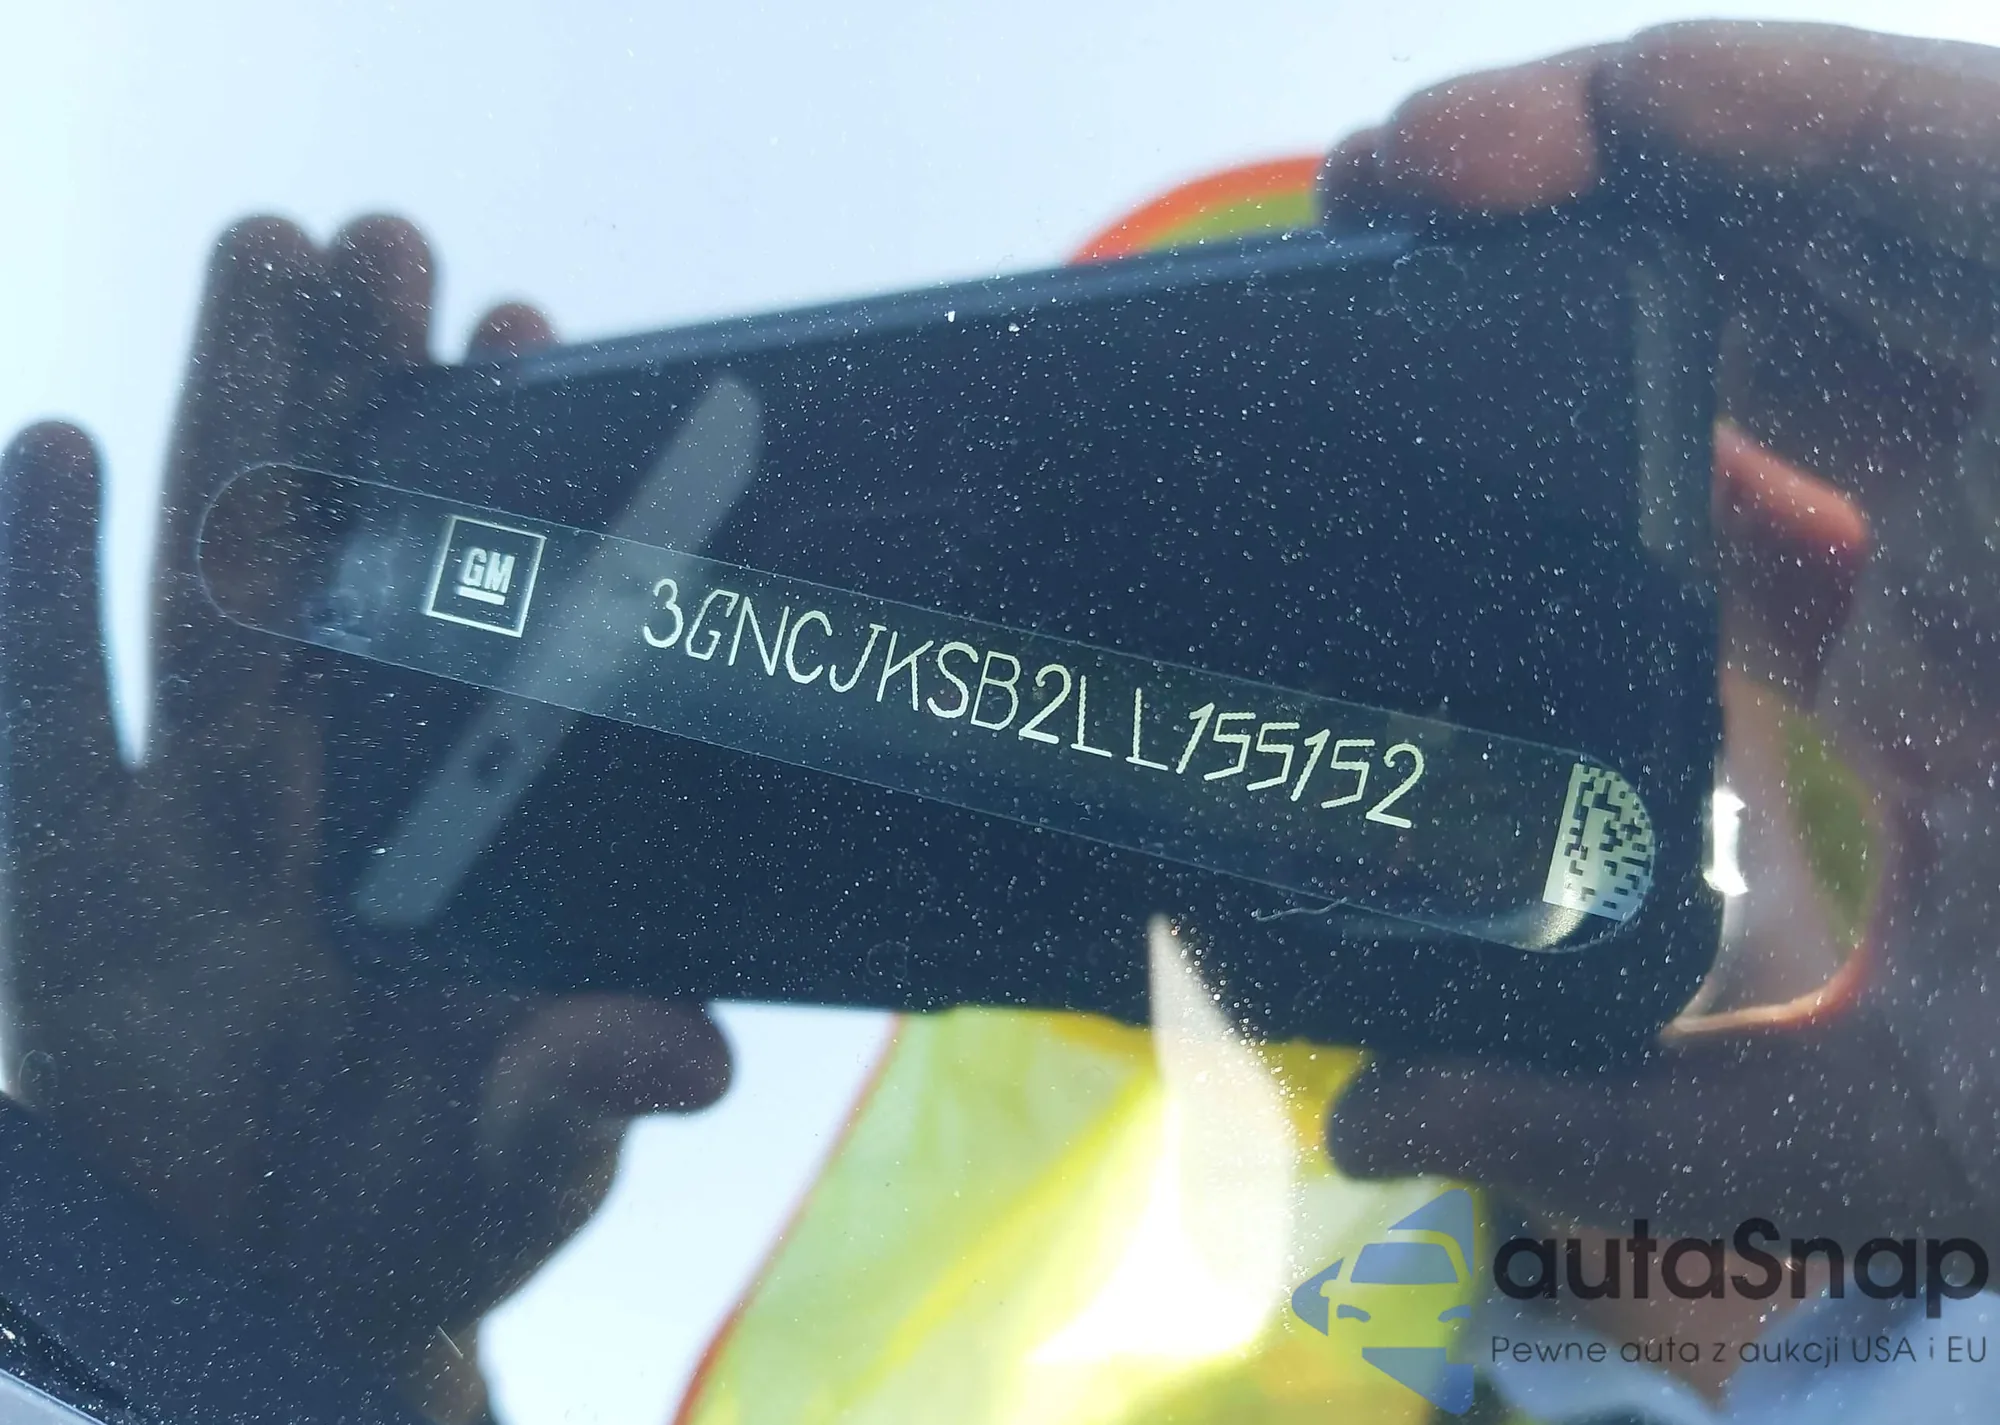 GM
3GNCJKSB2LL155152
autaSnap
Pewne auta z aukcji USA i EU